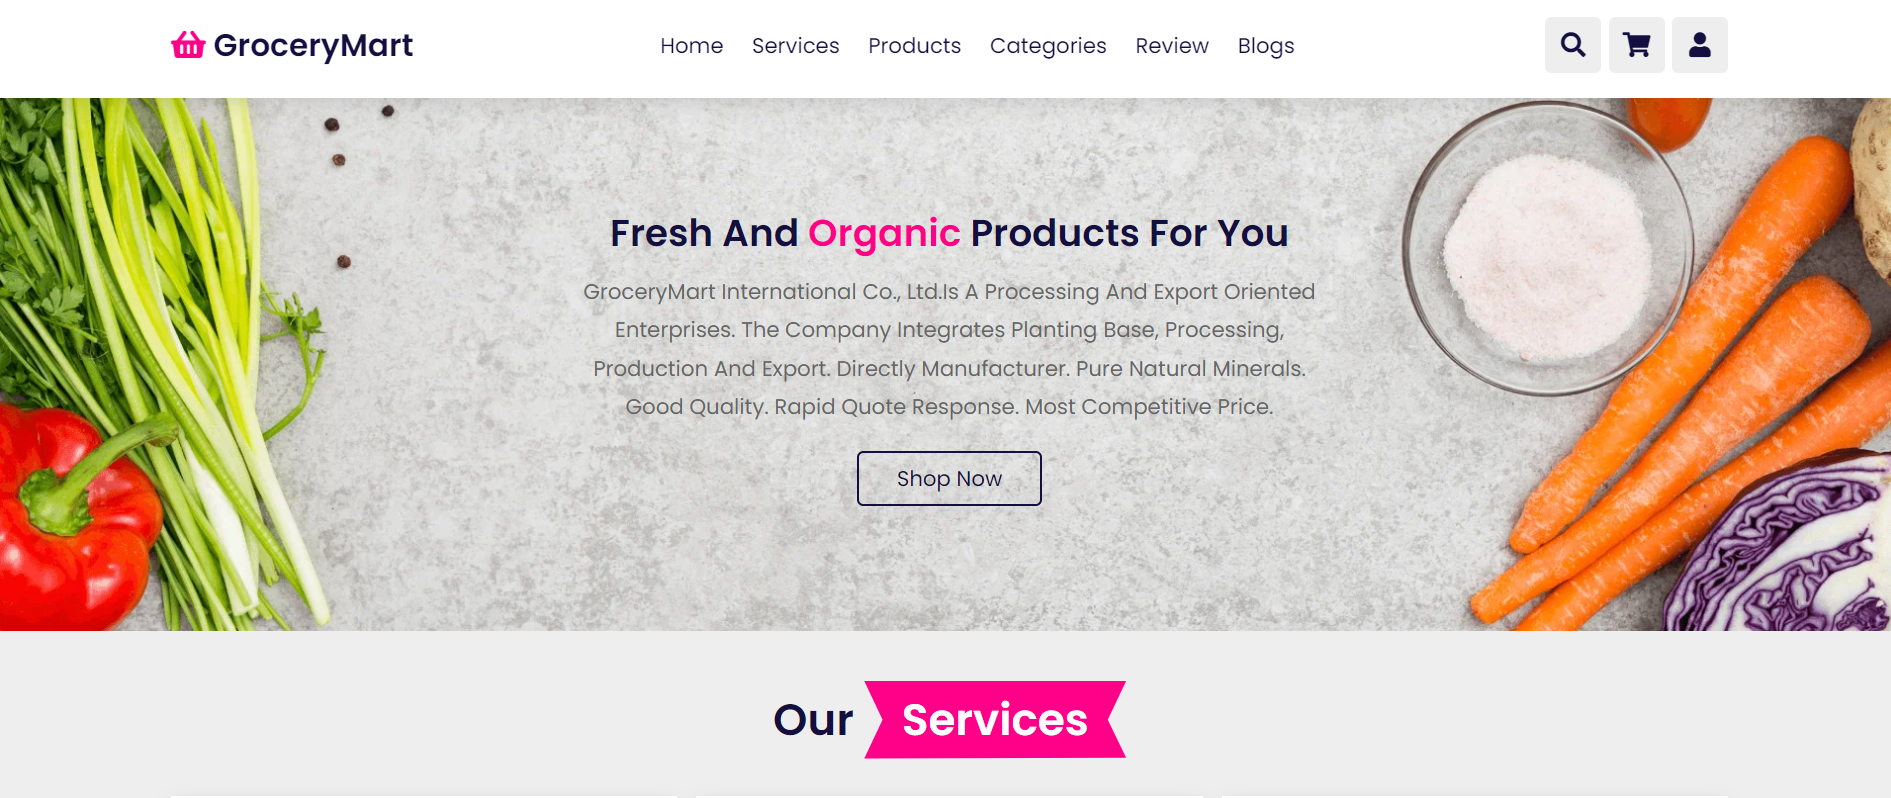 GroceryMart
Home Services Products Categories Review Blogs
Fresh And Organic Products For You
GroceryMart International Co., Ltd.Is A Processing And Export Oriented
Enterprises. The Company Integrates Planting Base, Processing,
Production And Export. Directly Manufacturer. Pure Natural Minerals.
Good Quality. Rapid Quote Response. Most Competitive Price.
Shop Now
Our Services